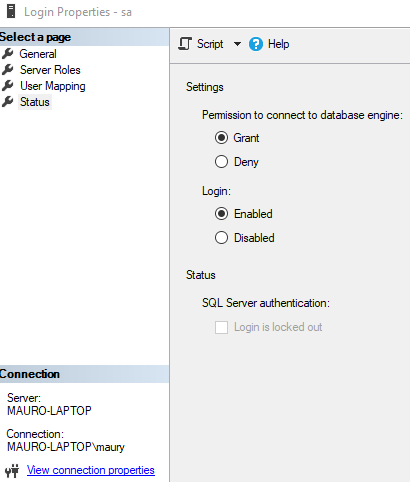 Login Properties - sa
Select a page
General
Server Roles
User Mapping
Status
Script
Help
Settings
Permission to connect to database engine:
Grant
Deny
Login:
Enabled
Disabled
Status
SQL Server authentication:
Login is locked out
Connection
Server:
MAURO-LAPTOP
Connection:
MAURO-LAPTOP\maury
View connection properties